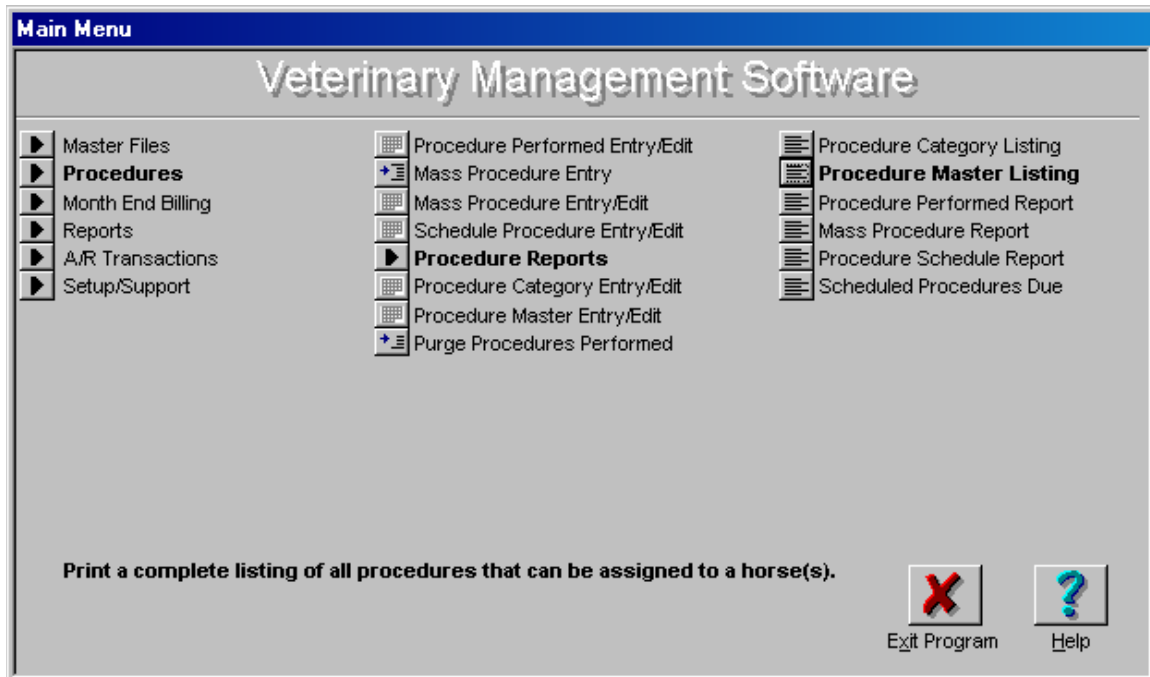 Main Menu
Veterinary Management Software
Master Files
Procedures
Month End Billing
Reports
A/R Transactions
Setup/Support
Procedure Performed Entry/Edit
Mass Procedure Entry
Mass Procedure Entry/Edit
Schedule Procedure Entry/Edit
Procedure Reports
Procedure Category Entry/Edit
Procedure Master Entry/Edit
Purge Procedures Performed
Procedure Category Listing
Procedure Master Listing
Procedure Performed Report
Mass Procedure Report
Procedure Schedule Report
Scheduled Procedures Due
Print a complete listing of all procedures that can be assigned to a horse(s).
Exit Program
Help